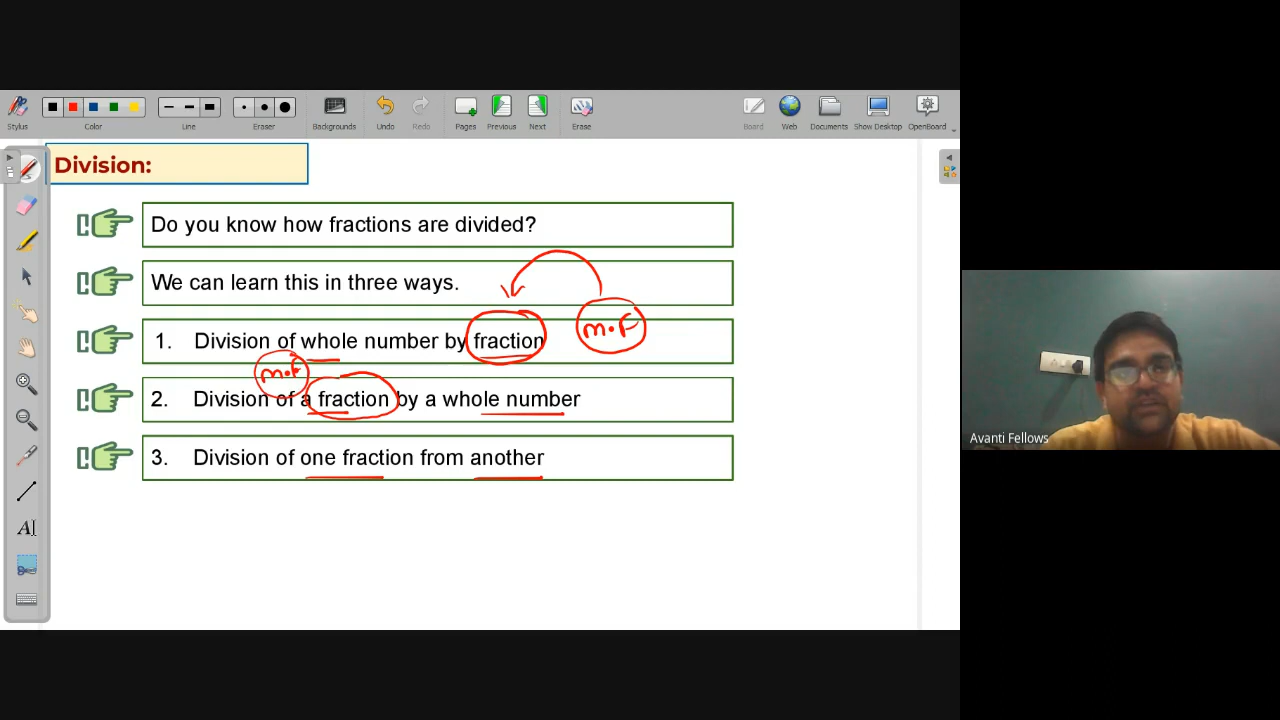 Stylus
Color
Line
Eraser
Backgrounds
Undo
Redo
Pages
Previous
Next
Erase
Board
Web
Documents
Show Desktop
OpenBoard
Division:
Do you know how fractions are divided?
We can learn this in three ways.
1. Division of whole number by fraction
m.F
m.F
2. Division of a fraction by a whole number
3. Division of one fraction from another
Avanti Fellows